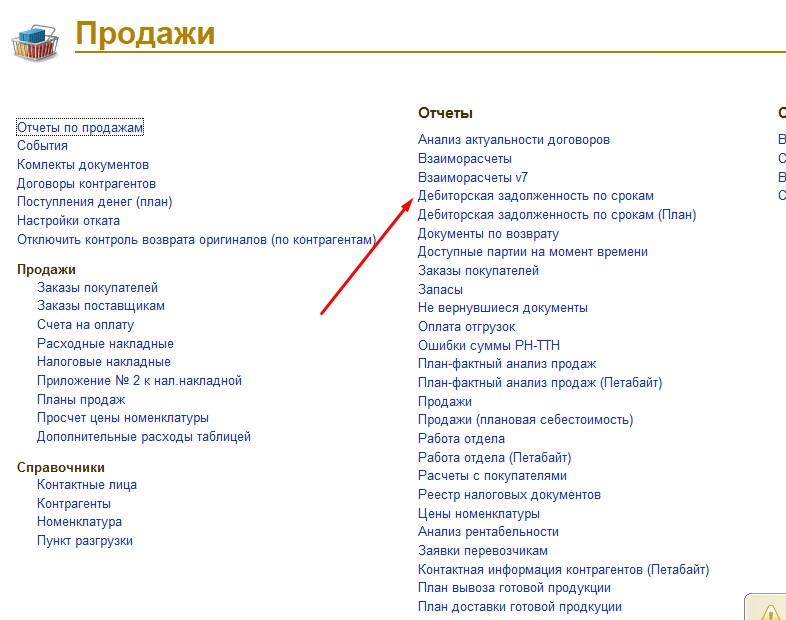 Продажи
Отчеты по продажам
События
Комлекты документов
Договоры контрагентов
Поступления денег (план)
Настройки отката
Отключить контроль возврата оригиналов (по контрагентам)
Продажи
Заказы покупателей
Заказы поставщикам
Счета на оплату
Расходные накладные
Налоговые накладные
Приложение № 2 к нал.накладной
Планы продаж
Просчет цены номенклатуры
Дополнительные расходы таблицей
Справочники
Контактные лица
Контрагенты
Номенклатура
Пункт разгрузки
Отчеты
Анализ актуальности договоров
Взаиморасчеты
Взаиморасчеты v7
Дебиторская задолженность по срокам
Дебиторская задолженность по срокам (План)
Документы по возврату
Доступные партии на момент времени
Заказы покупателей
Запасы
Не вернувшиеся документы
Оплата отгрузок
Ошибки суммы РН-ТТН
План-фактный анализ продаж
План-фактный анализ продаж (Петабайт)
Продажи
Продажи (плановая себестоимость)
Работа отдела
Работа отдела (Петабайт)
Расчеты с покупателями
Реестр налоговых документов
Цены номенклатуры
Анализ рентабельности
Заявки перевозчикам
Контактная информация контрагентов (Петабайт)
План вывоза готовой продукции
План доставки готовой продкуции